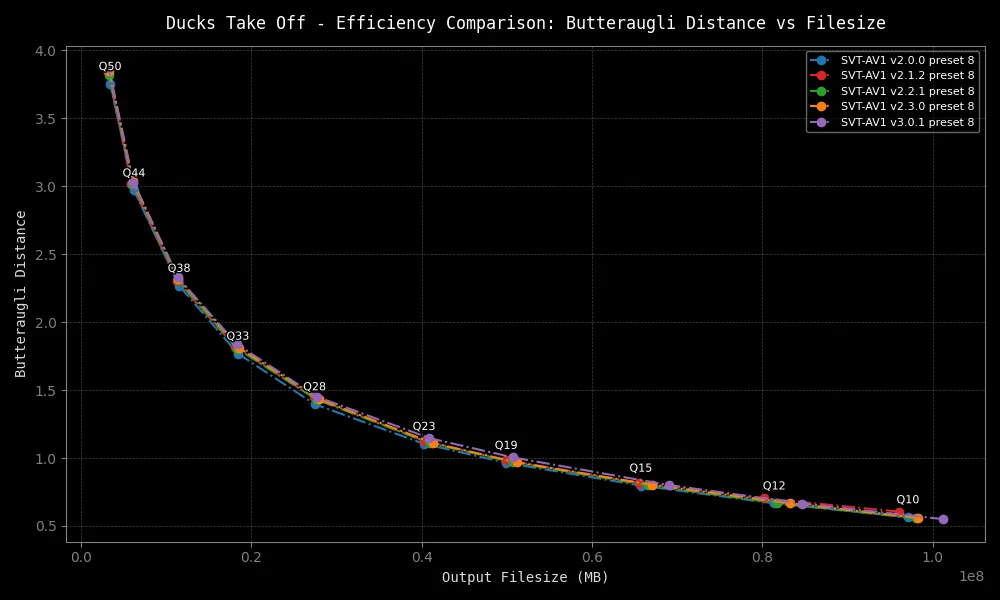 Ducks Take Off - Efficiency Comparison: Butteraugli Distance vs Filesize
SVT-AV1 v2.0.0 preset 8
SVT-AV1 v2.1.2 preset 8
SVT-AV1 v2.2.1 preset 8
SVT-AV1 v2.3.0 preset 8
SVT-AV1 v3.0.1 preset 8
Butteraugli Distance
4.0
3.5
3.0
2.5
2.0
1.5
1.0
0.5
Q50
Q44
Q38
Q33
Q28
Q23
Q19
Q15
Q12
Q10
0.0
0.2
0.4
0.6
0.8
1.0
1e8
Output Filesize (MB)